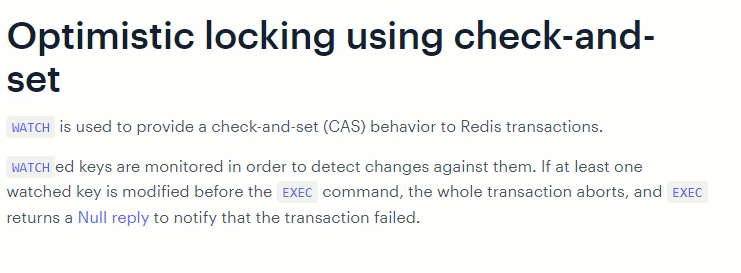 Optimistic locking using check-and-
set
WATCH is used to provide a check-and-set (CAS) behavior to Redis transactions.
WATCH ed keys are monitored in order to detect changes against them. If at least one
watched key is modified before the EXEC command, the whole transaction aborts, and EXEC
returns a Null reply to notify that the transaction failed.